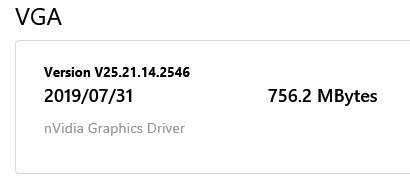 VGA
Version V25.21.14.2546
2019/07/31 756.2 MBytes
nVidia Graphics Driver